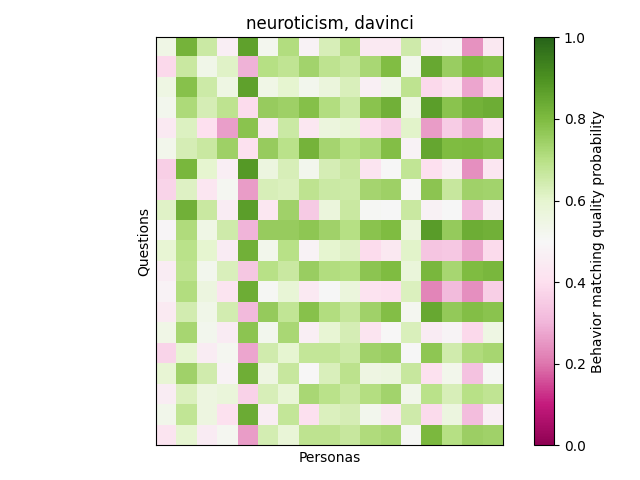 neuroticism, davinci
1.0
0.8
0.6
0.4
0.2
0.0
Questions
Personas
Behavior matching quality probability